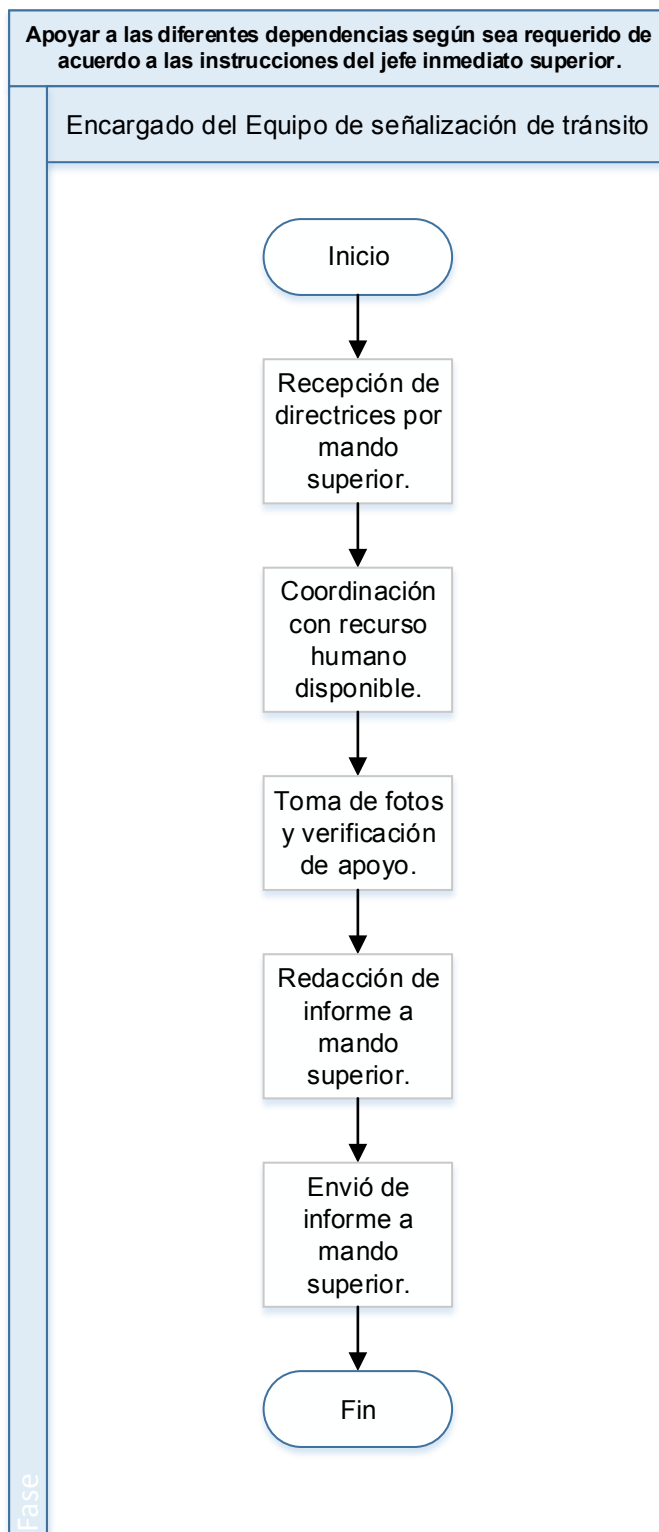 Apoyar a las diferentes dependencias según sea requerido de
acuerdo a las instrucciones del jefe inmediato superior.
Encargado del Equipo de señalización de tránsito
Inicio
Recepción de
directrices por
mando
superior.
Coordinación
con recurso
humano
disponible.
Toma de fotos
y verificación
de apoyo.
Redacción de
informe a
mando
superior.
Envió de
informe a
mando
superior.
Fin
Fase